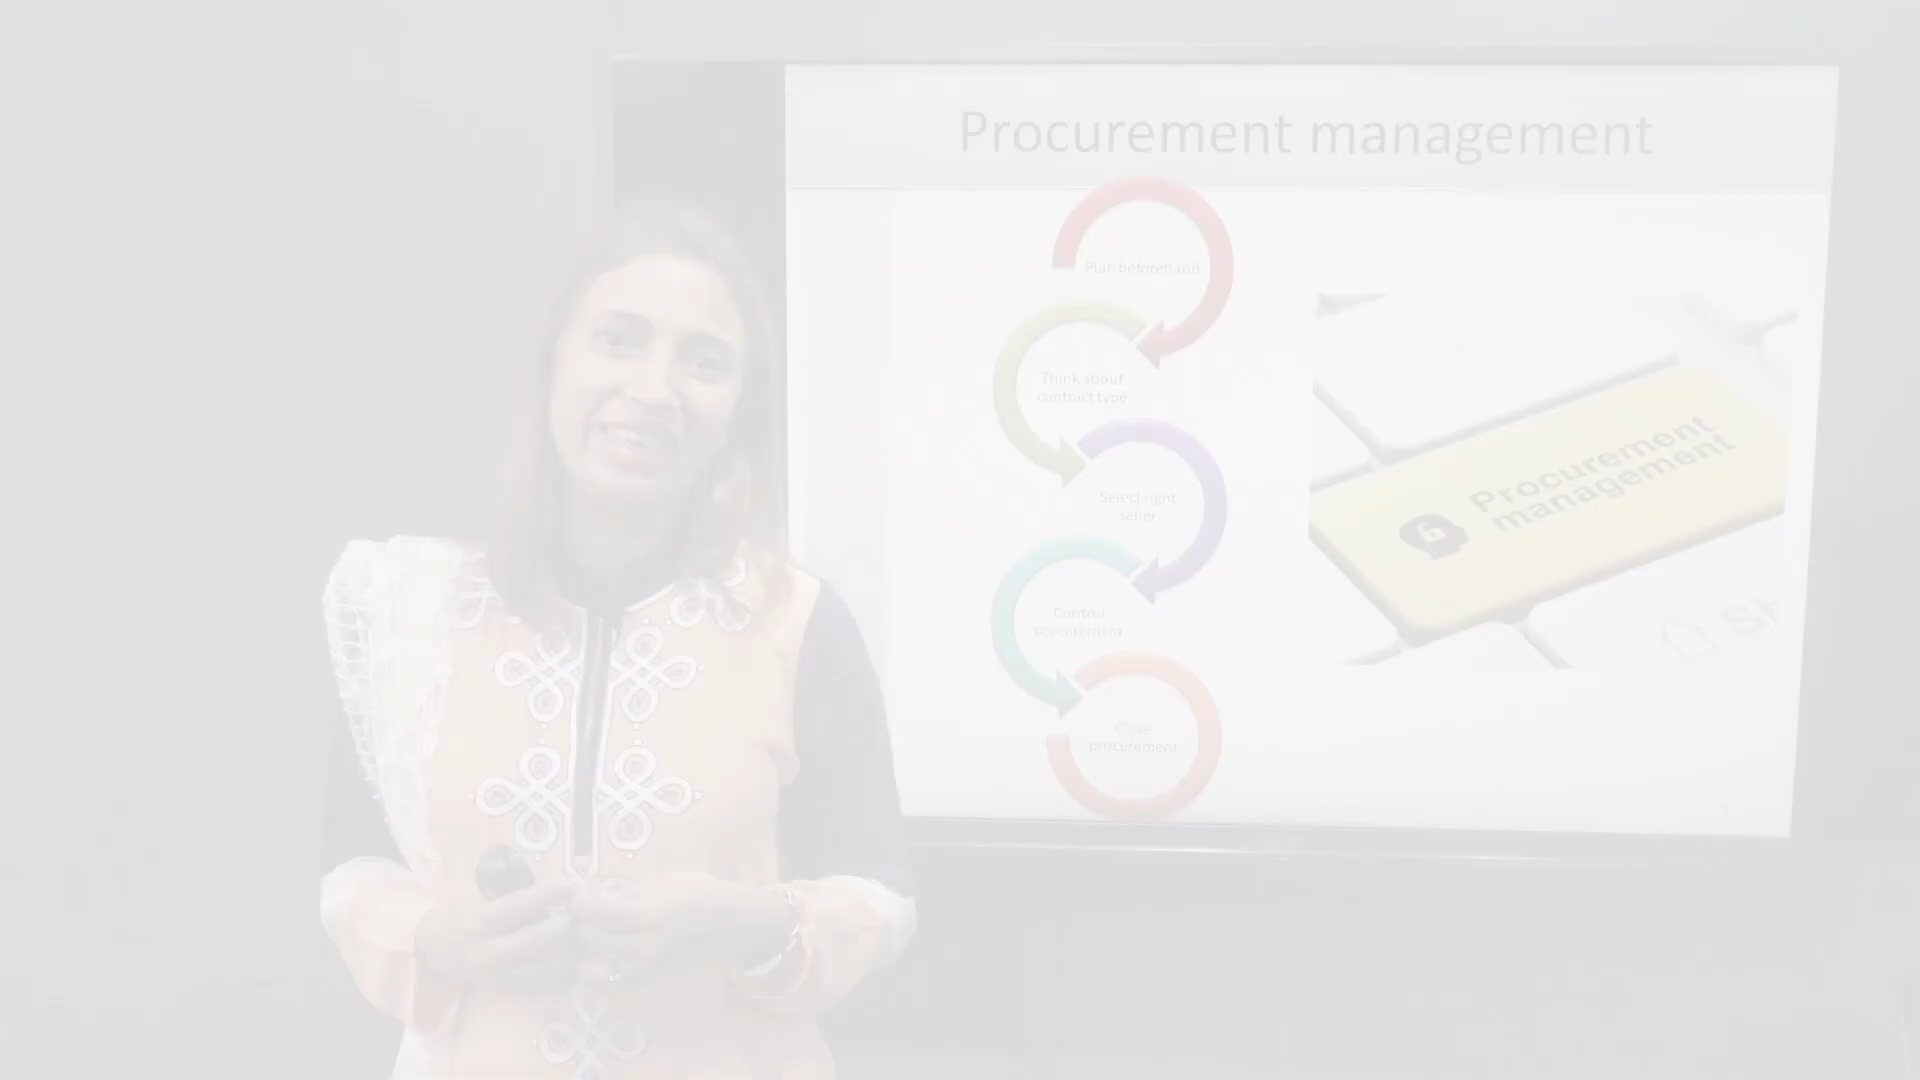 Procurement management
Plan beforehand
Think about
contract type
Select right
seller
Control
procurement
Close
procurement
Procurement
management